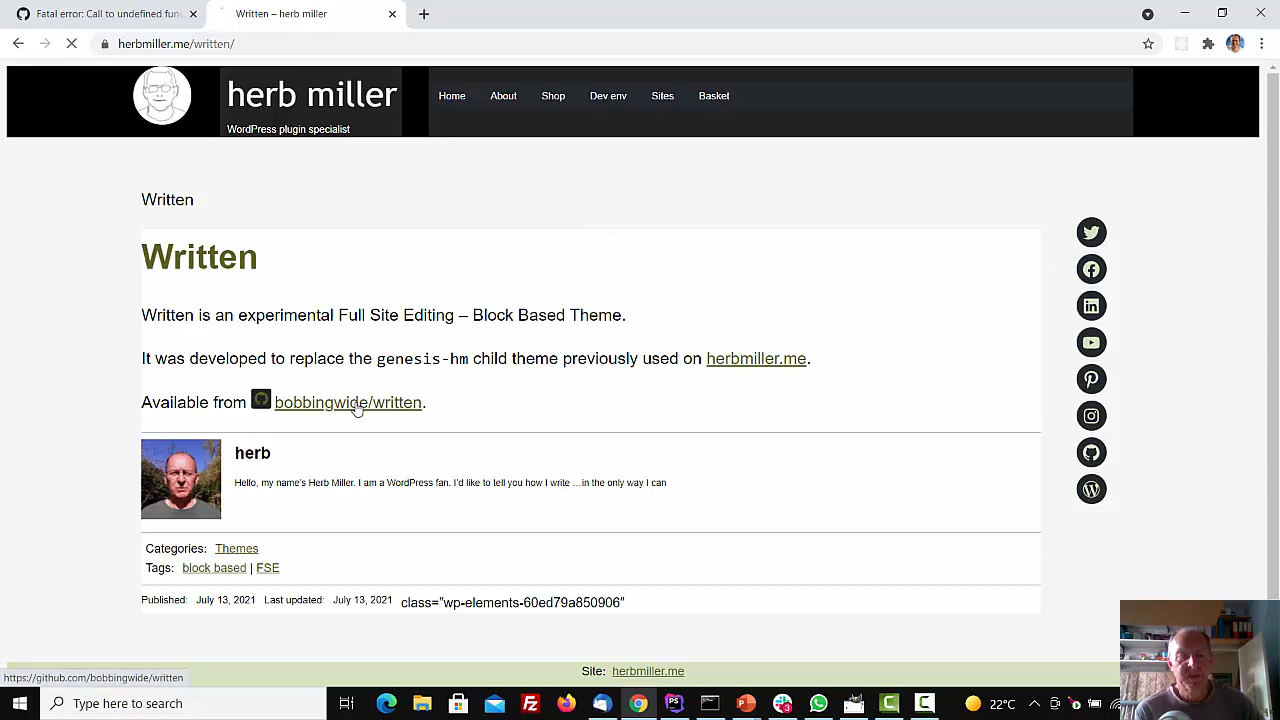 Fatal error: Call to undefined fun
Written – herb miller
herbmiller.me/written/
herb miller
WordPress plugin specialist
Home About Shop Dev env Sites Basket
Written
Written
Written is an experimental Full Site Editing – Block Based Theme.
It was developed to replace the genesis-hm child theme previously used on herbmiller.me.
Available from bobbingwide/written.
herb
Hello, my name's Herb Miller. I am a WordPress fan. I'd like to tell you how I write …in the only way I can
Categories: Themes
Tags: block based | FSE
Published: July 13, 2021 Last updated: July 13, 2021 class="wp-elements-60ed79a850906"
Site: herbmiller.me
https://github.com/bobbingwide/written
Type here to search
22°C